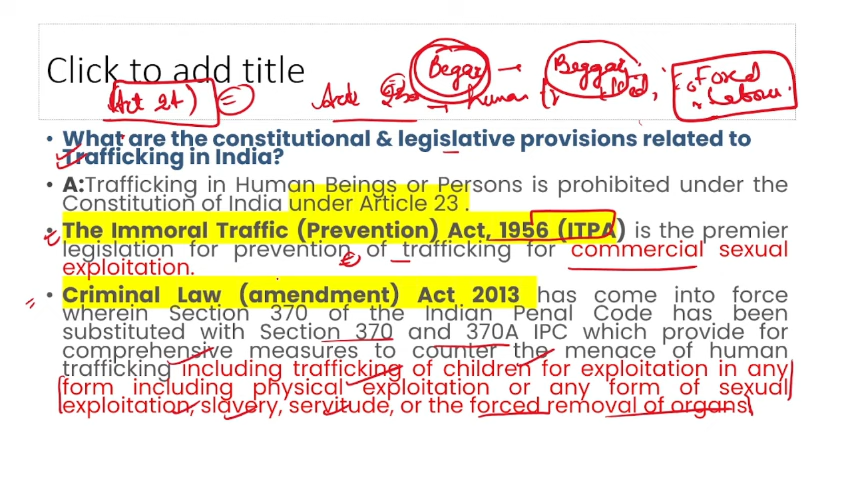 Begar Beggar Forced
Click to add title
(Act 24) Human Labour
• What are the constitutional & legislative provisions related to
Trafficking in India?
• A:Trafficking in Human Beings or Persons is prohibited under the
Constitution of India under Article 23 .
• The Immoral Traffic (Prevention) Act, 1956 (ITPA) is the premier
legislation for prevention of trafficking for commercial sexual
exploitation.
• Criminal Law (amendment) Act 2013 has come into force
wherein Section 370 of the Indian Penal Code has been
substituted with Section 370 and 370A IPC which provide for
comprehensive measures to counter the menace of human
trafficking including trafficking of children for exploitation in any
form including physical exploitation or any form of sexual
exploitation, slavery, servitude, or the forced removal of organs.